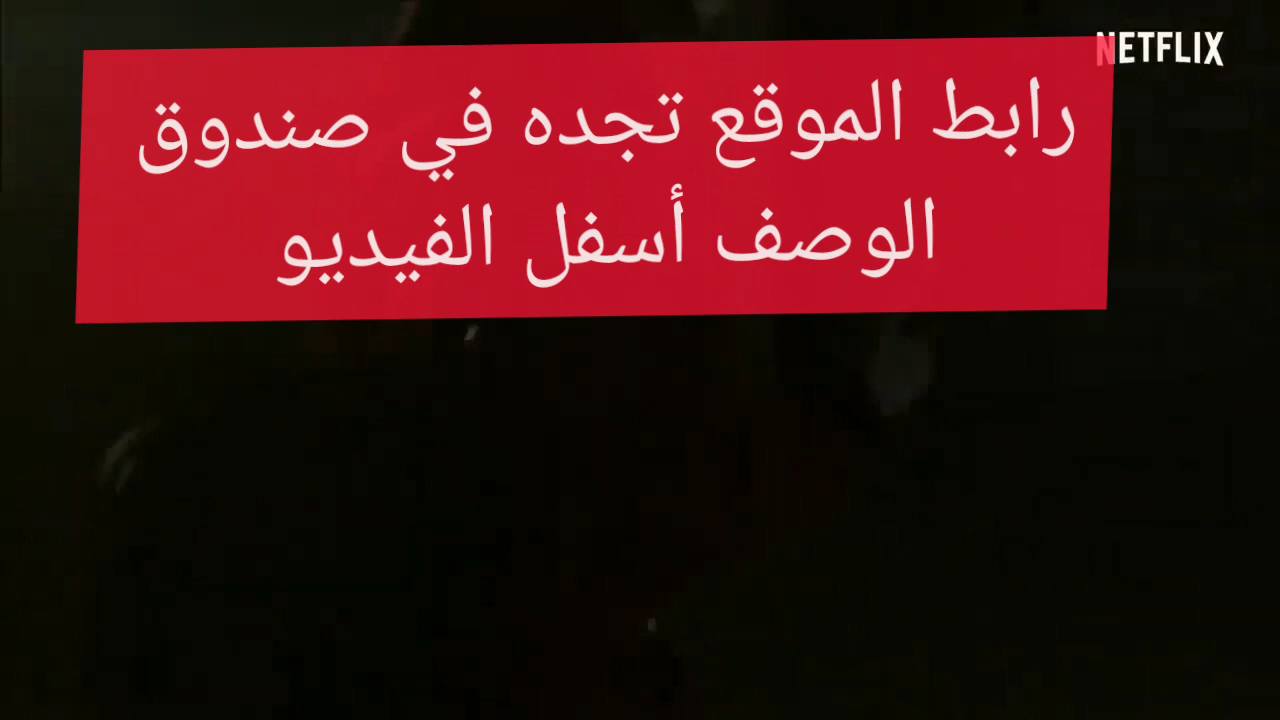 NETFLIX
رابط الموقع تجده في صندوق
الوصف أسفل الفيديو